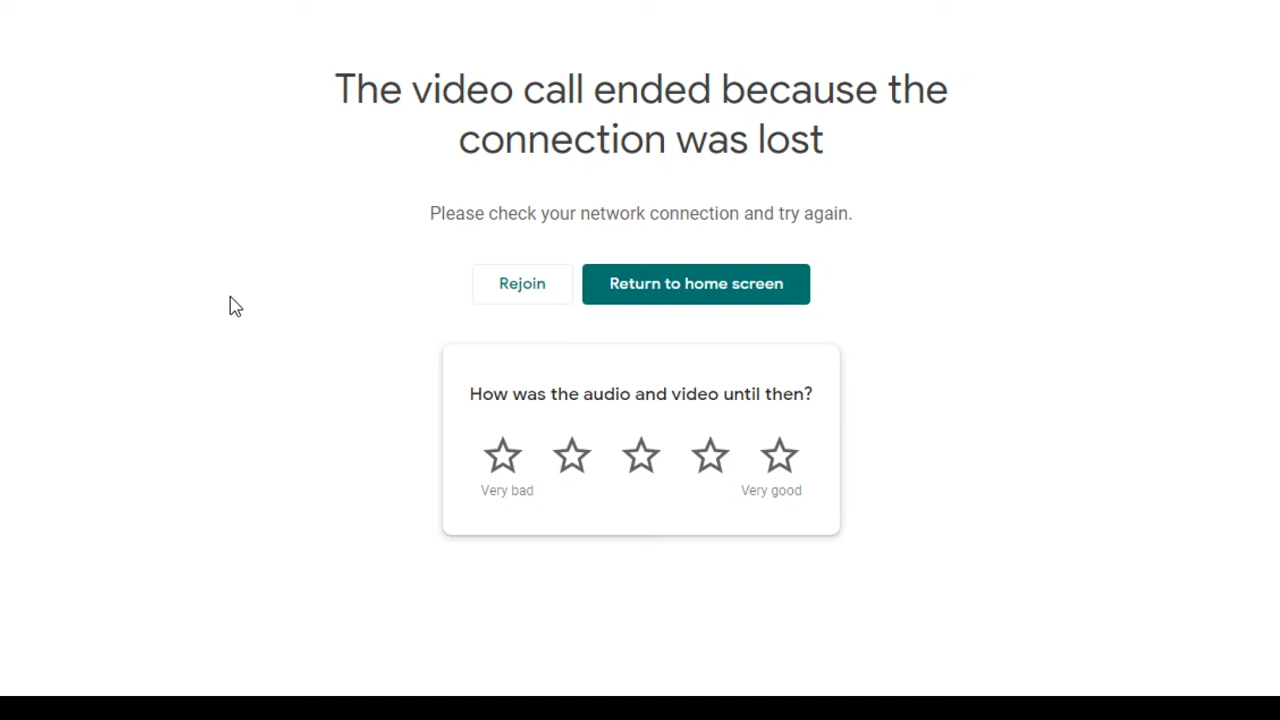 The video call ended because the
connection was lost
Please check your network connection and try again.
Rejoin
Return to home screen
How was the audio and video until then?
Very bad
Very good